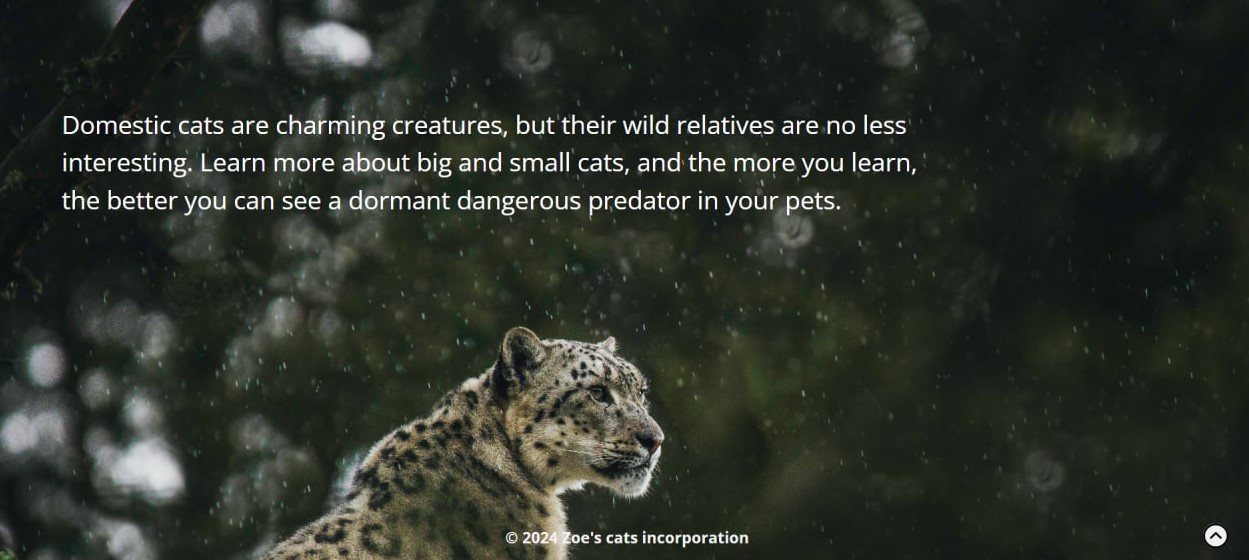 Domestic cats are charming creatures, but their wild relatives are no less
interesting. Learn more about big and small cats, and the more you learn,
the better you can see a dormant dangerous predator in your pets.
© 2024 Zoe's cats incorporation